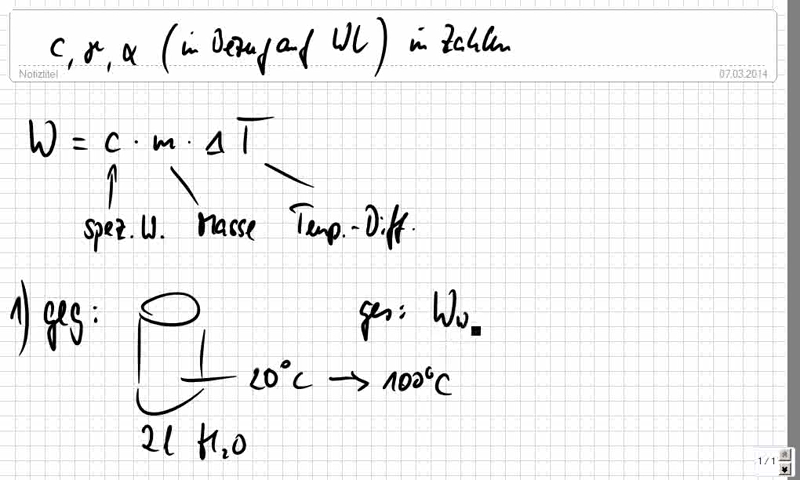 c, γ, α (in Bezug auf WL) in Zahlen
Notiztitel
07.03.2014
W = c · m · Δ T
spez. W. Masse Temp.-Diff.
1) geg: ges: Ww
20°C → 100°C
2l H₂O
1/1